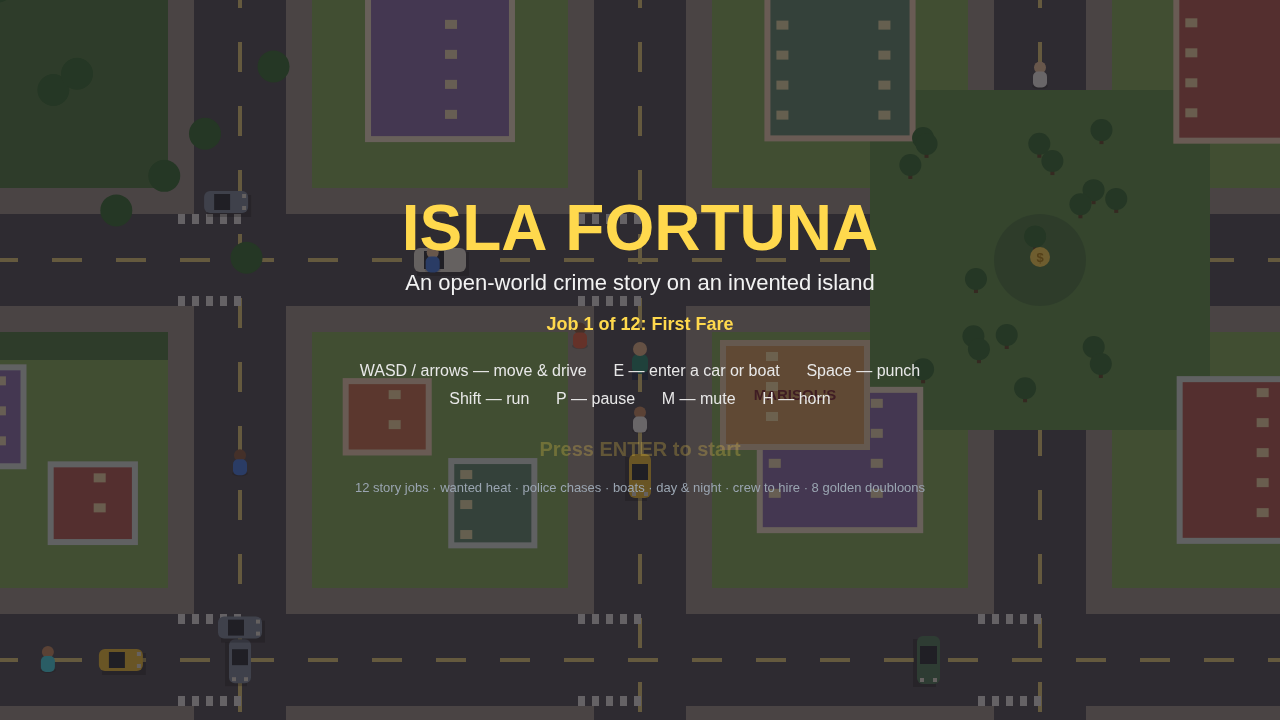 ISLA FORTUNA
An open-world crime story on an invented island
Job 1 of 12: First Fare
WASD / arrows — move & drive E — enter a car or boat Space — punch
MARISOL'S
Shift — run P — pause M — mute H — horn
Press ENTER to start
12 story jobs · wanted heat · police chases · boats · day & night · crew to hire · 8 golden doubloons
$